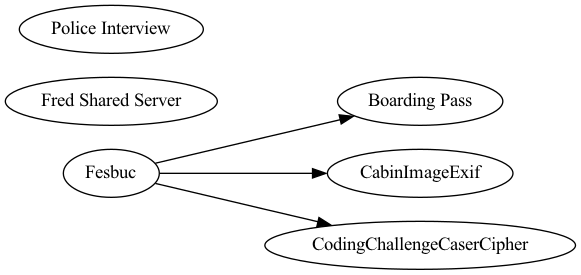 Police Interview
Fred Shared Server
Boarding Pass
Fesbuc
CabinImageExif
CodingChallengeCaserCipher